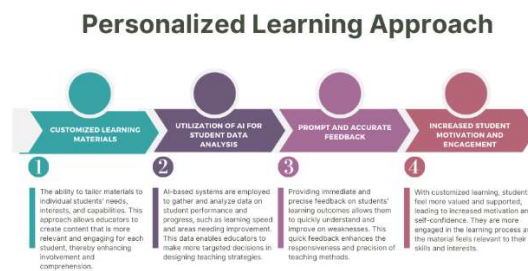 Personalized Learning Approach
CUSTOMIZED LEARNING
MATERIALS
UTILIZATION OF AI FOR
STUDENT DATA
ANALYSIS
PROMPT AND ACCURATE
FEEDBACK
INCREASED STUDENT
MOTIVATION AND
ENGAGEMENT
1
The ability to tailor materials to
individual students' needs,
interests, and capabilities. This
approach allows educators to
create content that is more
relevant and engaging for each
student, thereby enhancing
involvement and
comprehension.
2
AI-based systems are employed
to gather and analyze data on
student performance and
progress, such as learning speed
and areas needing improvement.
This data enables educators to
make more targeted decisions in
designing teaching strategies.
3
Providing immediate and
precise feedback on students'
learning outcomes allows them
to quickly understand and
improve on weaknesses. This
quick feedback enhances the
responsiveness and precision of
teaching methods.
4
With customized learning, student
feel more valued and supported,
leading to increased motivation an
self-confidence. They are more
engaged in the learning process a
the material feels relevant to their
skills and interests.